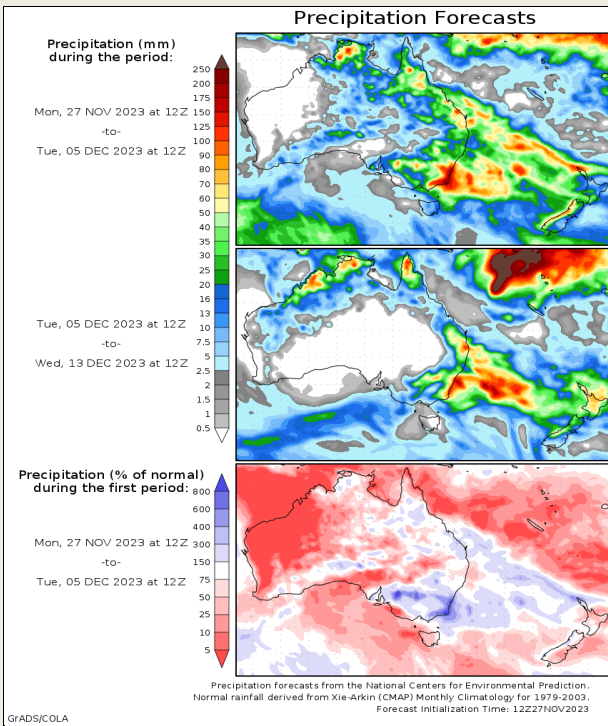 Precipitation Forecasts
Precipitation (mm)
during the period:
Mon, 27 NOV 2023 at 12Z
-to-
Tue, 05 DEC 2023 at 12Z
250
200
175
150
125
100
90
80
70
60
50
40
35
30
25
20
16
13
10
7.5
5
2.5
2
1.5
1
0.5
Tue, 05 DEC 2023 at 12Z
-to-
Wed, 13 DEC 2023 at 12Z
Precipitation (% of normal)
during the first period:
Mon, 27 NOV 2023 at 12Z
-to-
Tue, 05 DEC 2023 at 12Z
800
600
400
300
150
75
50
25
10
5
Precipitation forecasts from the National Centers for Environmental Prediction.
Normal rainfall derived from Xie-Arkin (CMAP) Monthly Climatology for 1979-2003.
Forecast Initialization Time: 12Z27NOV2023
GrADS/COLA